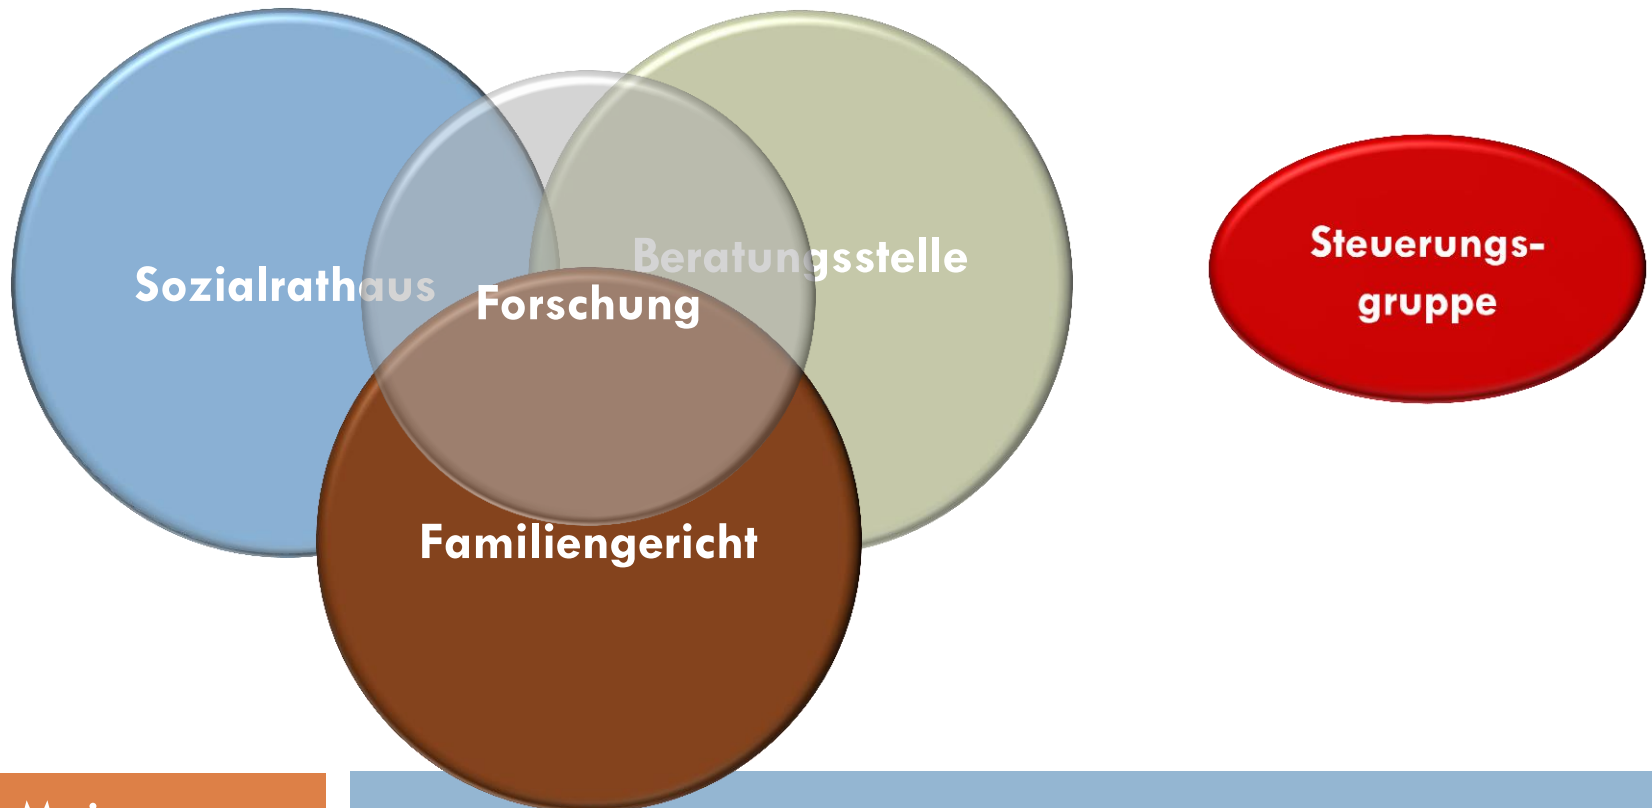 Sozialrathaus
Beratungsstelle
Forschung
Familiengericht
Steuerungs-
gruppe